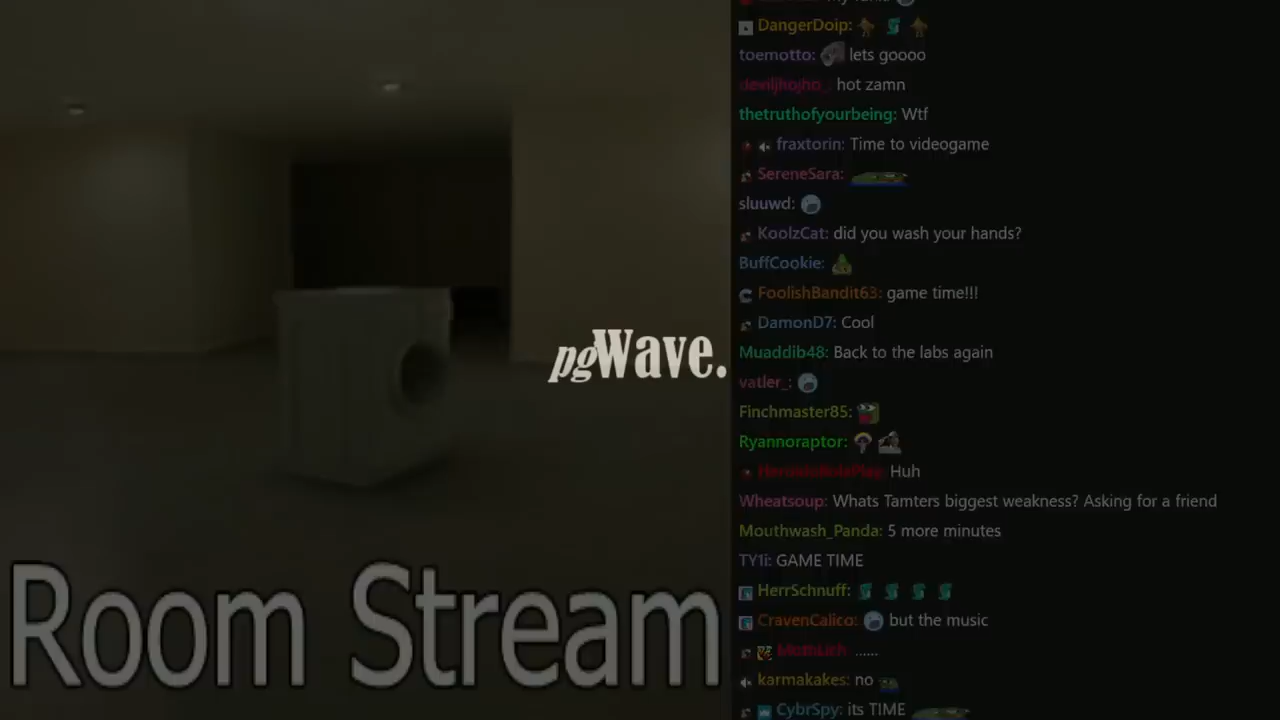 DangerDoip:
toemotto: lets goooo
deviljhojho_: hot zamn
thetruthofyourbeing: Wtf
fraxtorin: Time to videogame
SereneSara:
sluuwd:
KoolzCat: did you wash your hands?
BuffCookie:
FoolishBandit63: game time!!!
DamonD7: Cool
Muaddib48: Back to the labs again
vatler_:
Finchmaster85:
Ryannoraptor:
Huh
Wheatsoup: Whats Tamters biggest weakness? Asking for a friend
Mouthwash_Panda: 5 more minutes
TY1i: GAME TIME
HerrSchnuff:
CravenCalico: but the music
MothLich: ......
karmakakes: no
CybrSpy: its TIME
pgWave.
Room Stream